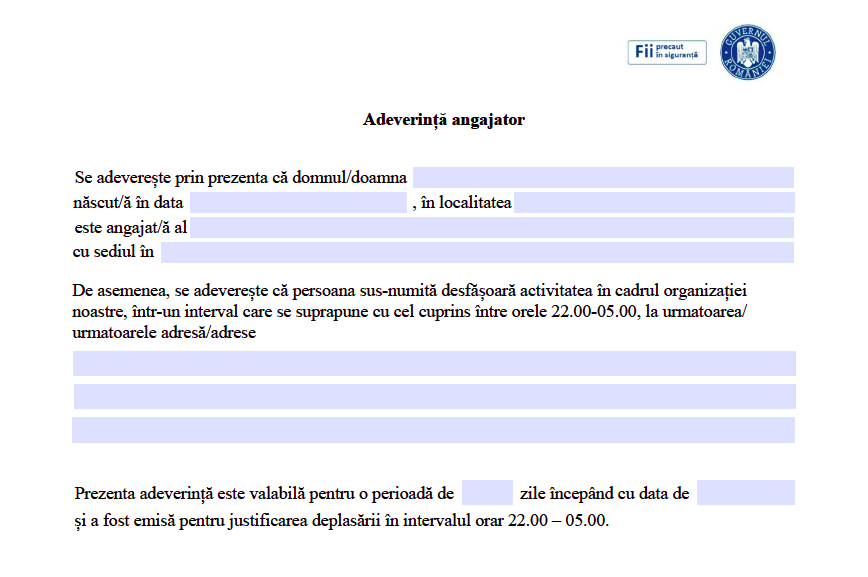 Fii precaut
în siguranță
GUVERNUL ROMÂNIEI
Adeverință angajator
Se adeverește prin prezenta că domnul/doamna
născut/ă în data , în localitatea
este angajat/ă al
cu sediul în
De asemenea, se adeverește că persoana sus-numită desfășoară activitatea în cadrul organizației
noastre, într-un interval care se suprapune cu cel cuprins între orele 22.00-05.00, la urmatoarea/
urmatoarele adresă/adrese
Prezenta adeverință este valabilă pentru o perioadă de zile începând cu data de
și a fost emisă pentru justificarea deplasării în intervalul orar 22.00 – 05.00.